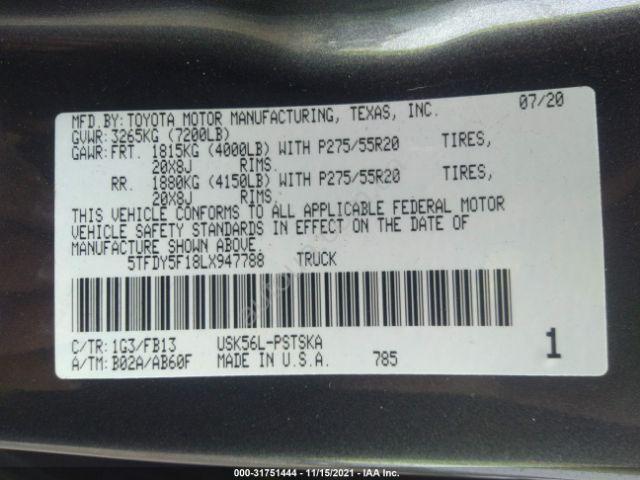 MFD.BY:TOYOTA MOTOR MANUFACTURING, TEXAS, INC. 07/20
GVWR:3265KG (7200LB)
GAWR:FRT. 1815KG (4000LB) WITH P275/55R20 TIRES,
20X8J RIMS.
RR. 1880KG (4150LB) WITH P275/55R20 TIRES,
20X8J RIMS.
THIS VEHICLE CONFORMS TO ALL APPLICABLE FEDERAL MOTOR
VEHICLE SAFETY STANDARDS IN EFFECT ON THE DATE OF
MANUFACTURE SHOWN ABOVE.
5TFDY5F18LX947788 TRUCK
C/TR:1G3/FB13 USK56L-PSTSKA
A/TM:B02A/AB60F MADE IN U.S.A. 785 1
000-31751444 - 11/15/2021 - IAA Inc.